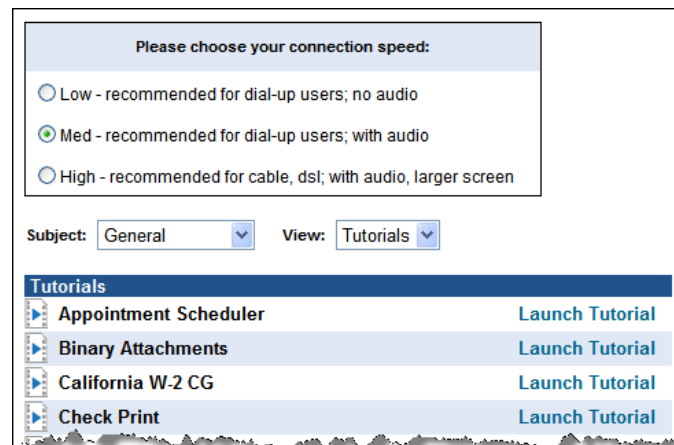 Please choose your connection speed:
Low - recommended for dial-up users; no audio
Med - recommended for dial-up users; with audio
High - recommended for cable, dsl; with audio, larger screen
Subject: General View: Tutorials
Tutorials
Appointment Scheduler Launch Tutorial
Binary Attachments Launch Tutorial
California W-2 CG Launch Tutorial
Check Print Launch Tutorial